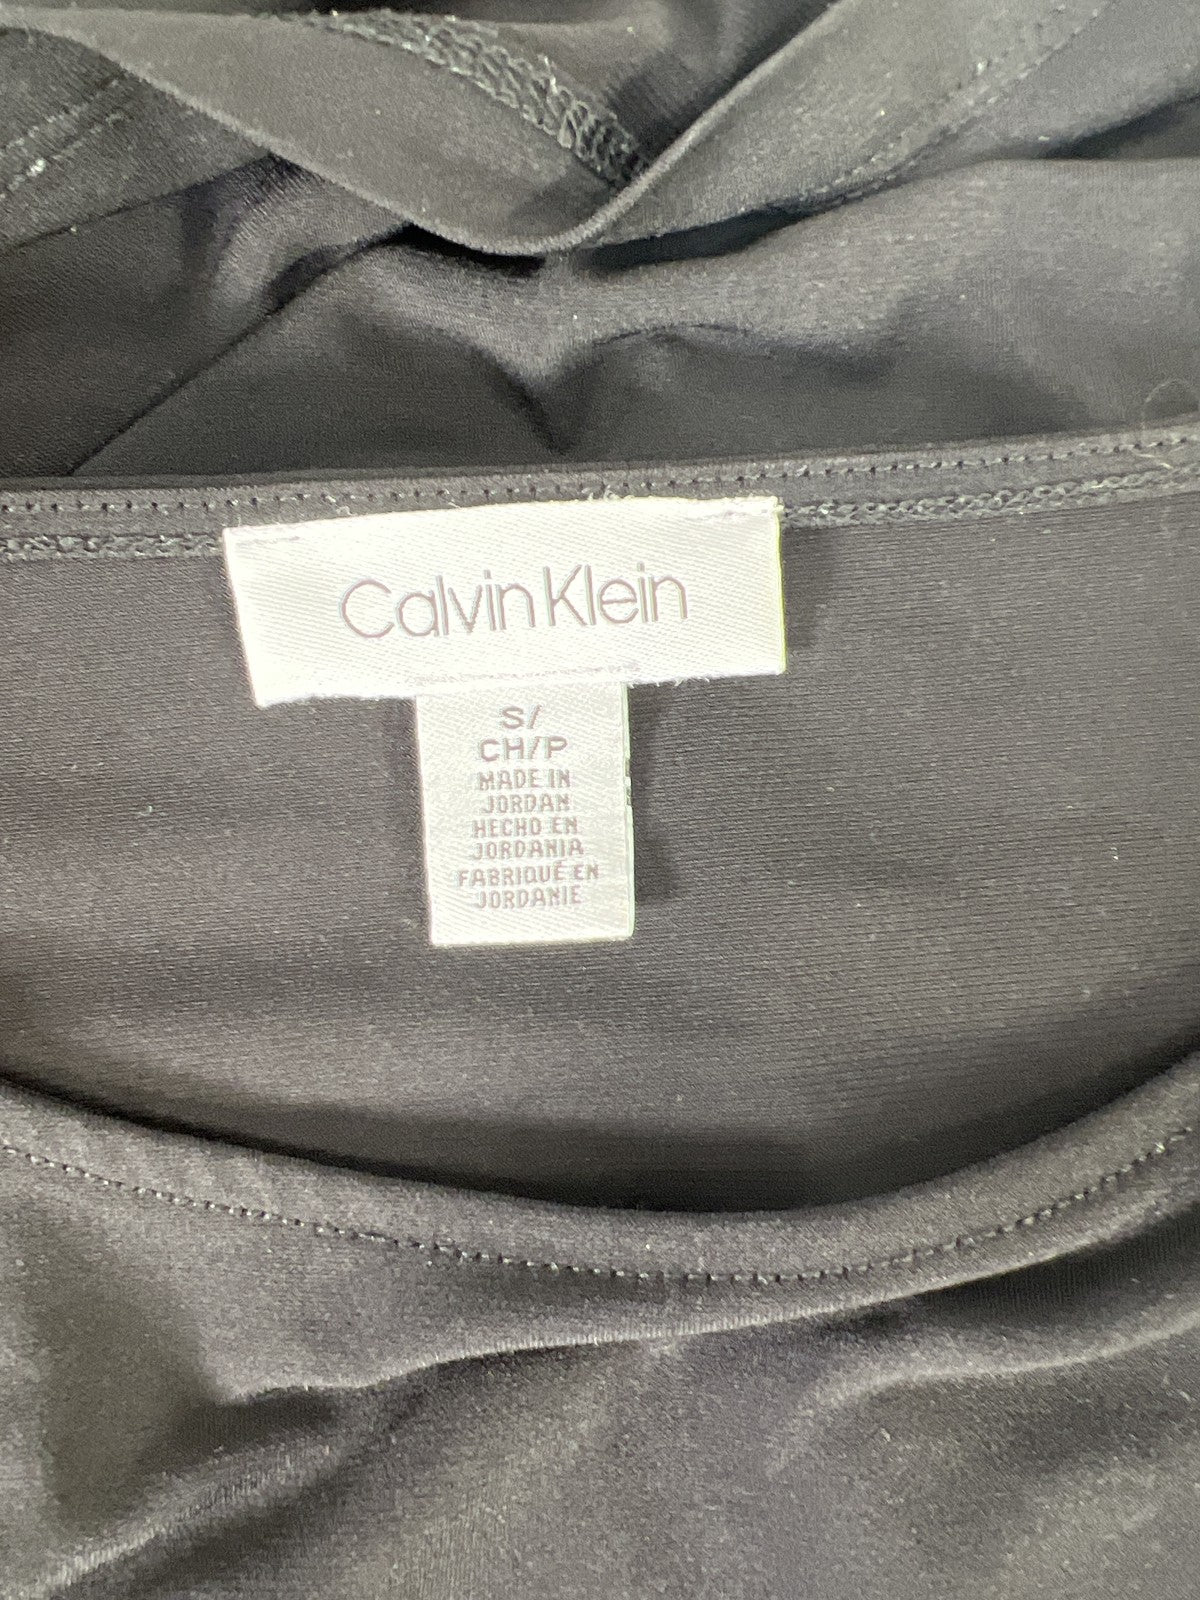 Calvin Klein
S/
CH/P
MADE IN
JORDAN
HECHO EN
JORDANIA
FABRIQUÉ EN
JORDANIE